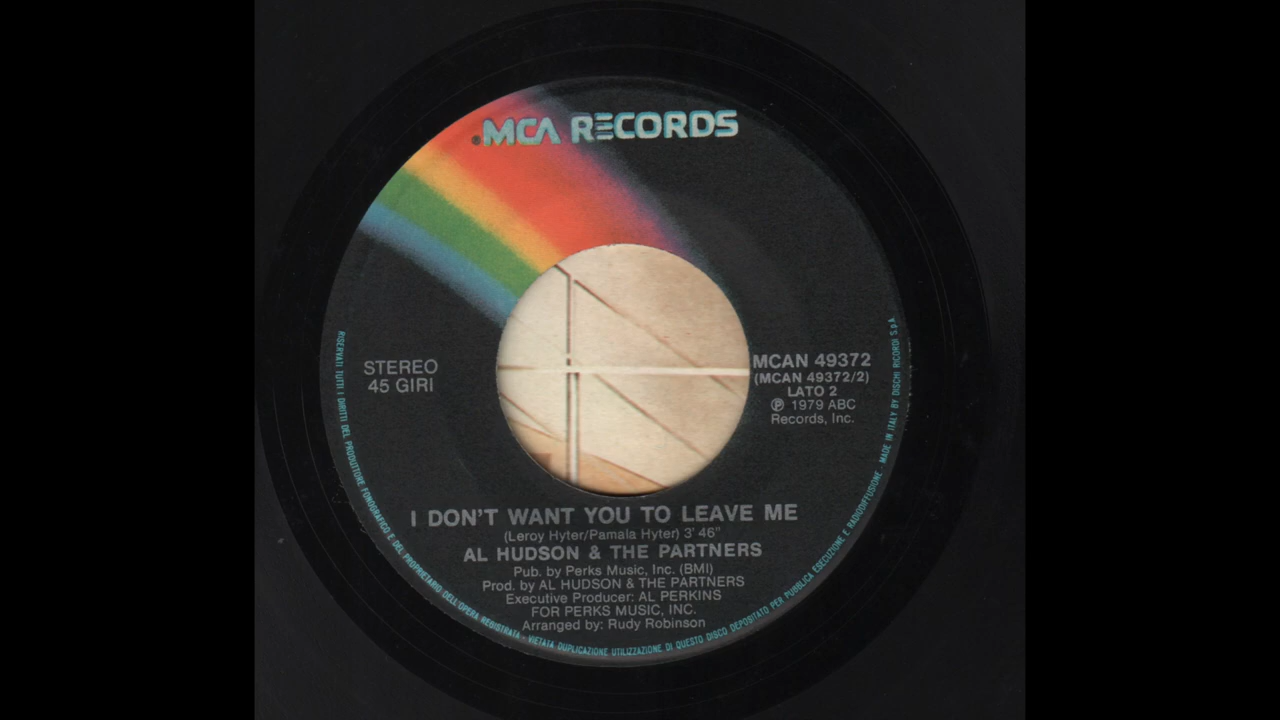 ®MCA RECORDS
STEREO
45 GIRI
MCAN 49372
(MCAN 49372/2)
LATO 2
℗ 1979 ABC
Records, Inc.
I DON'T WANT YOU TO LEAVE ME
(Leroy Hyter/Pamala Hyter) 3' 46"
AL HUDSON & THE PARTNERS
Pub. by Perks Music, Inc. (BMI)
Prod. by AL HUDSON & THE PARTNERS
Executive Producer: AL PERKINS
FOR PERKS MUSIC, INC.
Arranged by: Rudy Robinson
RISERVATI TUTTI I DIRITTI DEL PRODUTTORE FONOGRAFICO E DEL PROPRIETARIO DELL'OPERA REGISTRATA - VIETATA DUPLICAZIONE UTILIZZAZIONE DI QUESTO DISCO DEPOSITATO PER PUBBLICA ESECUZIONE E RADIODIFFUSIONE - MADE IN ITALY BY DISCHI RICORDI S.p.A.